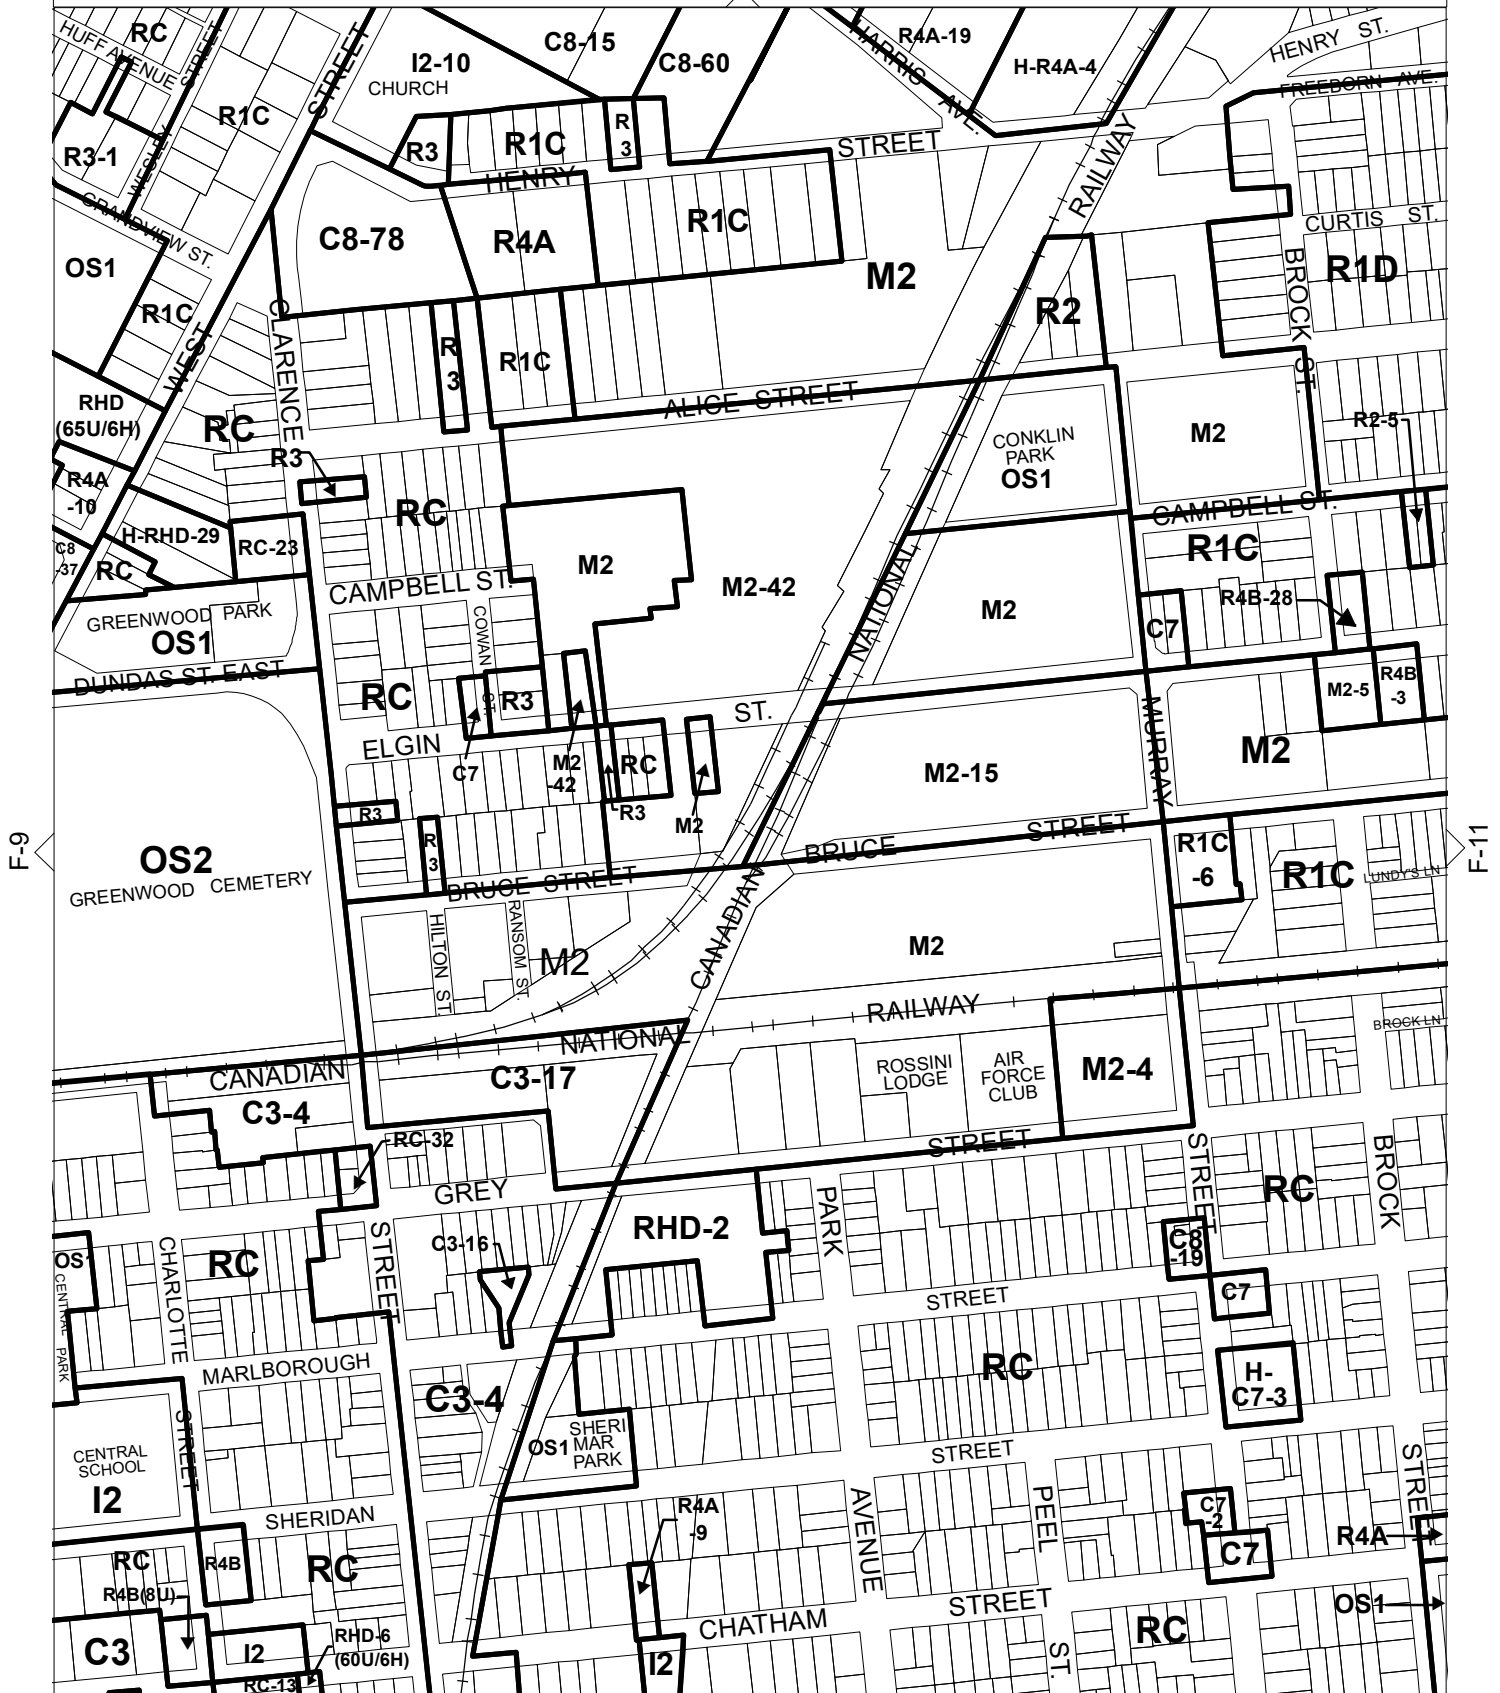 RC
HUFF AVENUE
STREET
STREET
C8-15
I2-10
CHURCH
C8-60
R4A-19
H-R4A-4
HARRIS AVE.
HENRY ST.
FREEBORN AVE.
R1C
R3-1
WESLEY
R3
R1C
R
3
HENRY
STREET
RAILWAY
GRANDVIEW ST.
C8-78
R4A
R1C
CURTIS ST.
OS1
M2
BROCK ST.
R1D
R1C
CLARENCE
R2
WEST
R
3
R1C
RHD
(65U/6H)
RC
ALICE STREET
CONKLIN
PARK
OS1
M2
R2-5
R3
R4A
-10
RC
H-RHD-29
RC-23
CAMPBELL ST.
C8
-37
RC
M2
M2-42
NATIONAL
R1C
CAMPBELL ST.
M2
R4B-28
GREENWOOD PARK
OS1
COWAN
ST.
C7
DUNDAS ST. EAST
RC
R3
M2-5
R4B
-3
MURRAY
ST.
ELGIN
C7
M2
-42
RC
M2-15
M2
R3
R3
M2
R
3
BRUCE STREET
BRUCE
STREET
R1C
-6
R1C
LUNDY'S LN
F-9
F-11
OS2
GREENWOOD CEMETERY
CANADIAN
HILTON ST.
RANSOM ST.
M2
M2
RAILWAY
NATIONAL
BROCK LN
CANADIAN
C3-17
ROSSINI
LODGE
AIR
FORCE
CLUB
M2-4
C3-4
RC-32
STREET
STREET
BROCK
GREY
RC
PARK
RHD-2
C3-16
OS1
CENTRAL PARK
CHARLOTTE
RC
STREET
C8
-19
C7
STREET
MARLBOROUGH
RC
H-
C7-3
C3-4
STREET
SHERI
MAR
PARK
OS1
STREET
STREET
CENTRAL
SCHOOL
I2
SHERIDAN
R4A
-9
AVENUE
PEEL
C7
-2
C7
R4A
RC
R4B
RC
R4B(8U)
STREET
OS1
CHATHAM
RC
C3
I2
RHD-6
(60U/6H)
RC-13
I2
ST.